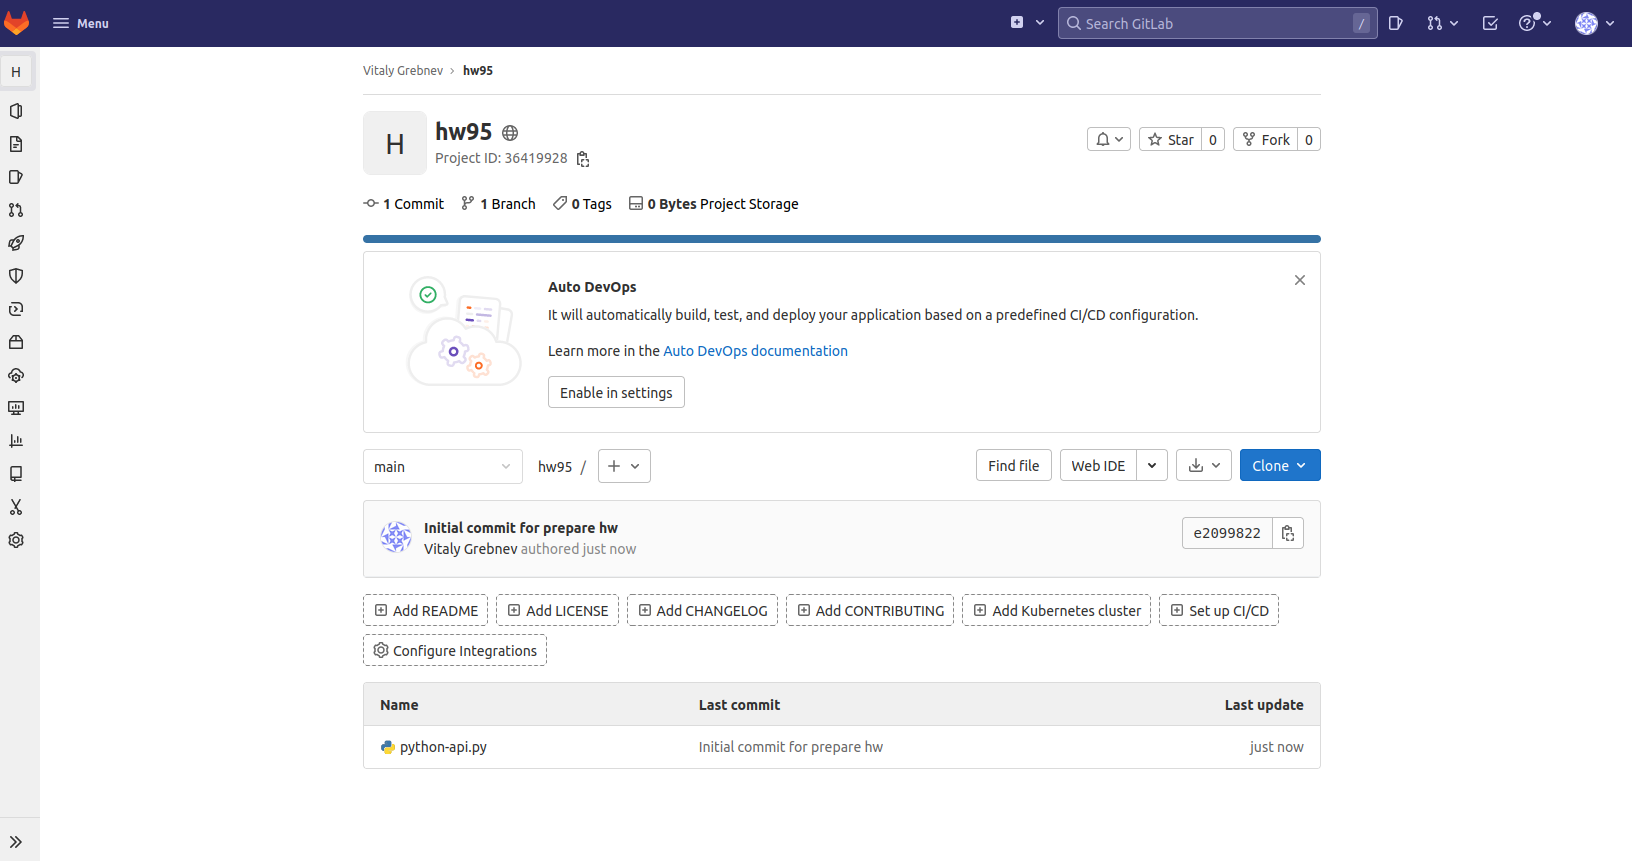 Menu
Search GitLab /
H
Vitaly Grebnev › hw95
H
hw95
Project ID: 36419928
Star 0
Fork 0
1 Commit 1 Branch 0 Tags 0 Bytes Project Storage
Auto DevOps
It will automatically build, test, and deploy your application based on a predefined CI/CD configuration.
Learn more in the Auto DevOps documentation
Enable in settings
main
hw95 /
Find file
Web IDE
Clone
Initial commit for prepare hw
Vitaly Grebnev authored just now
e2099822
Add README Add LICENSE Add CHANGELOG Add CONTRIBUTING Add Kubernetes cluster Set up CI/CD
Configure Integrations
Name Last commit Last update
python-api.py Initial commit for prepare hw just now